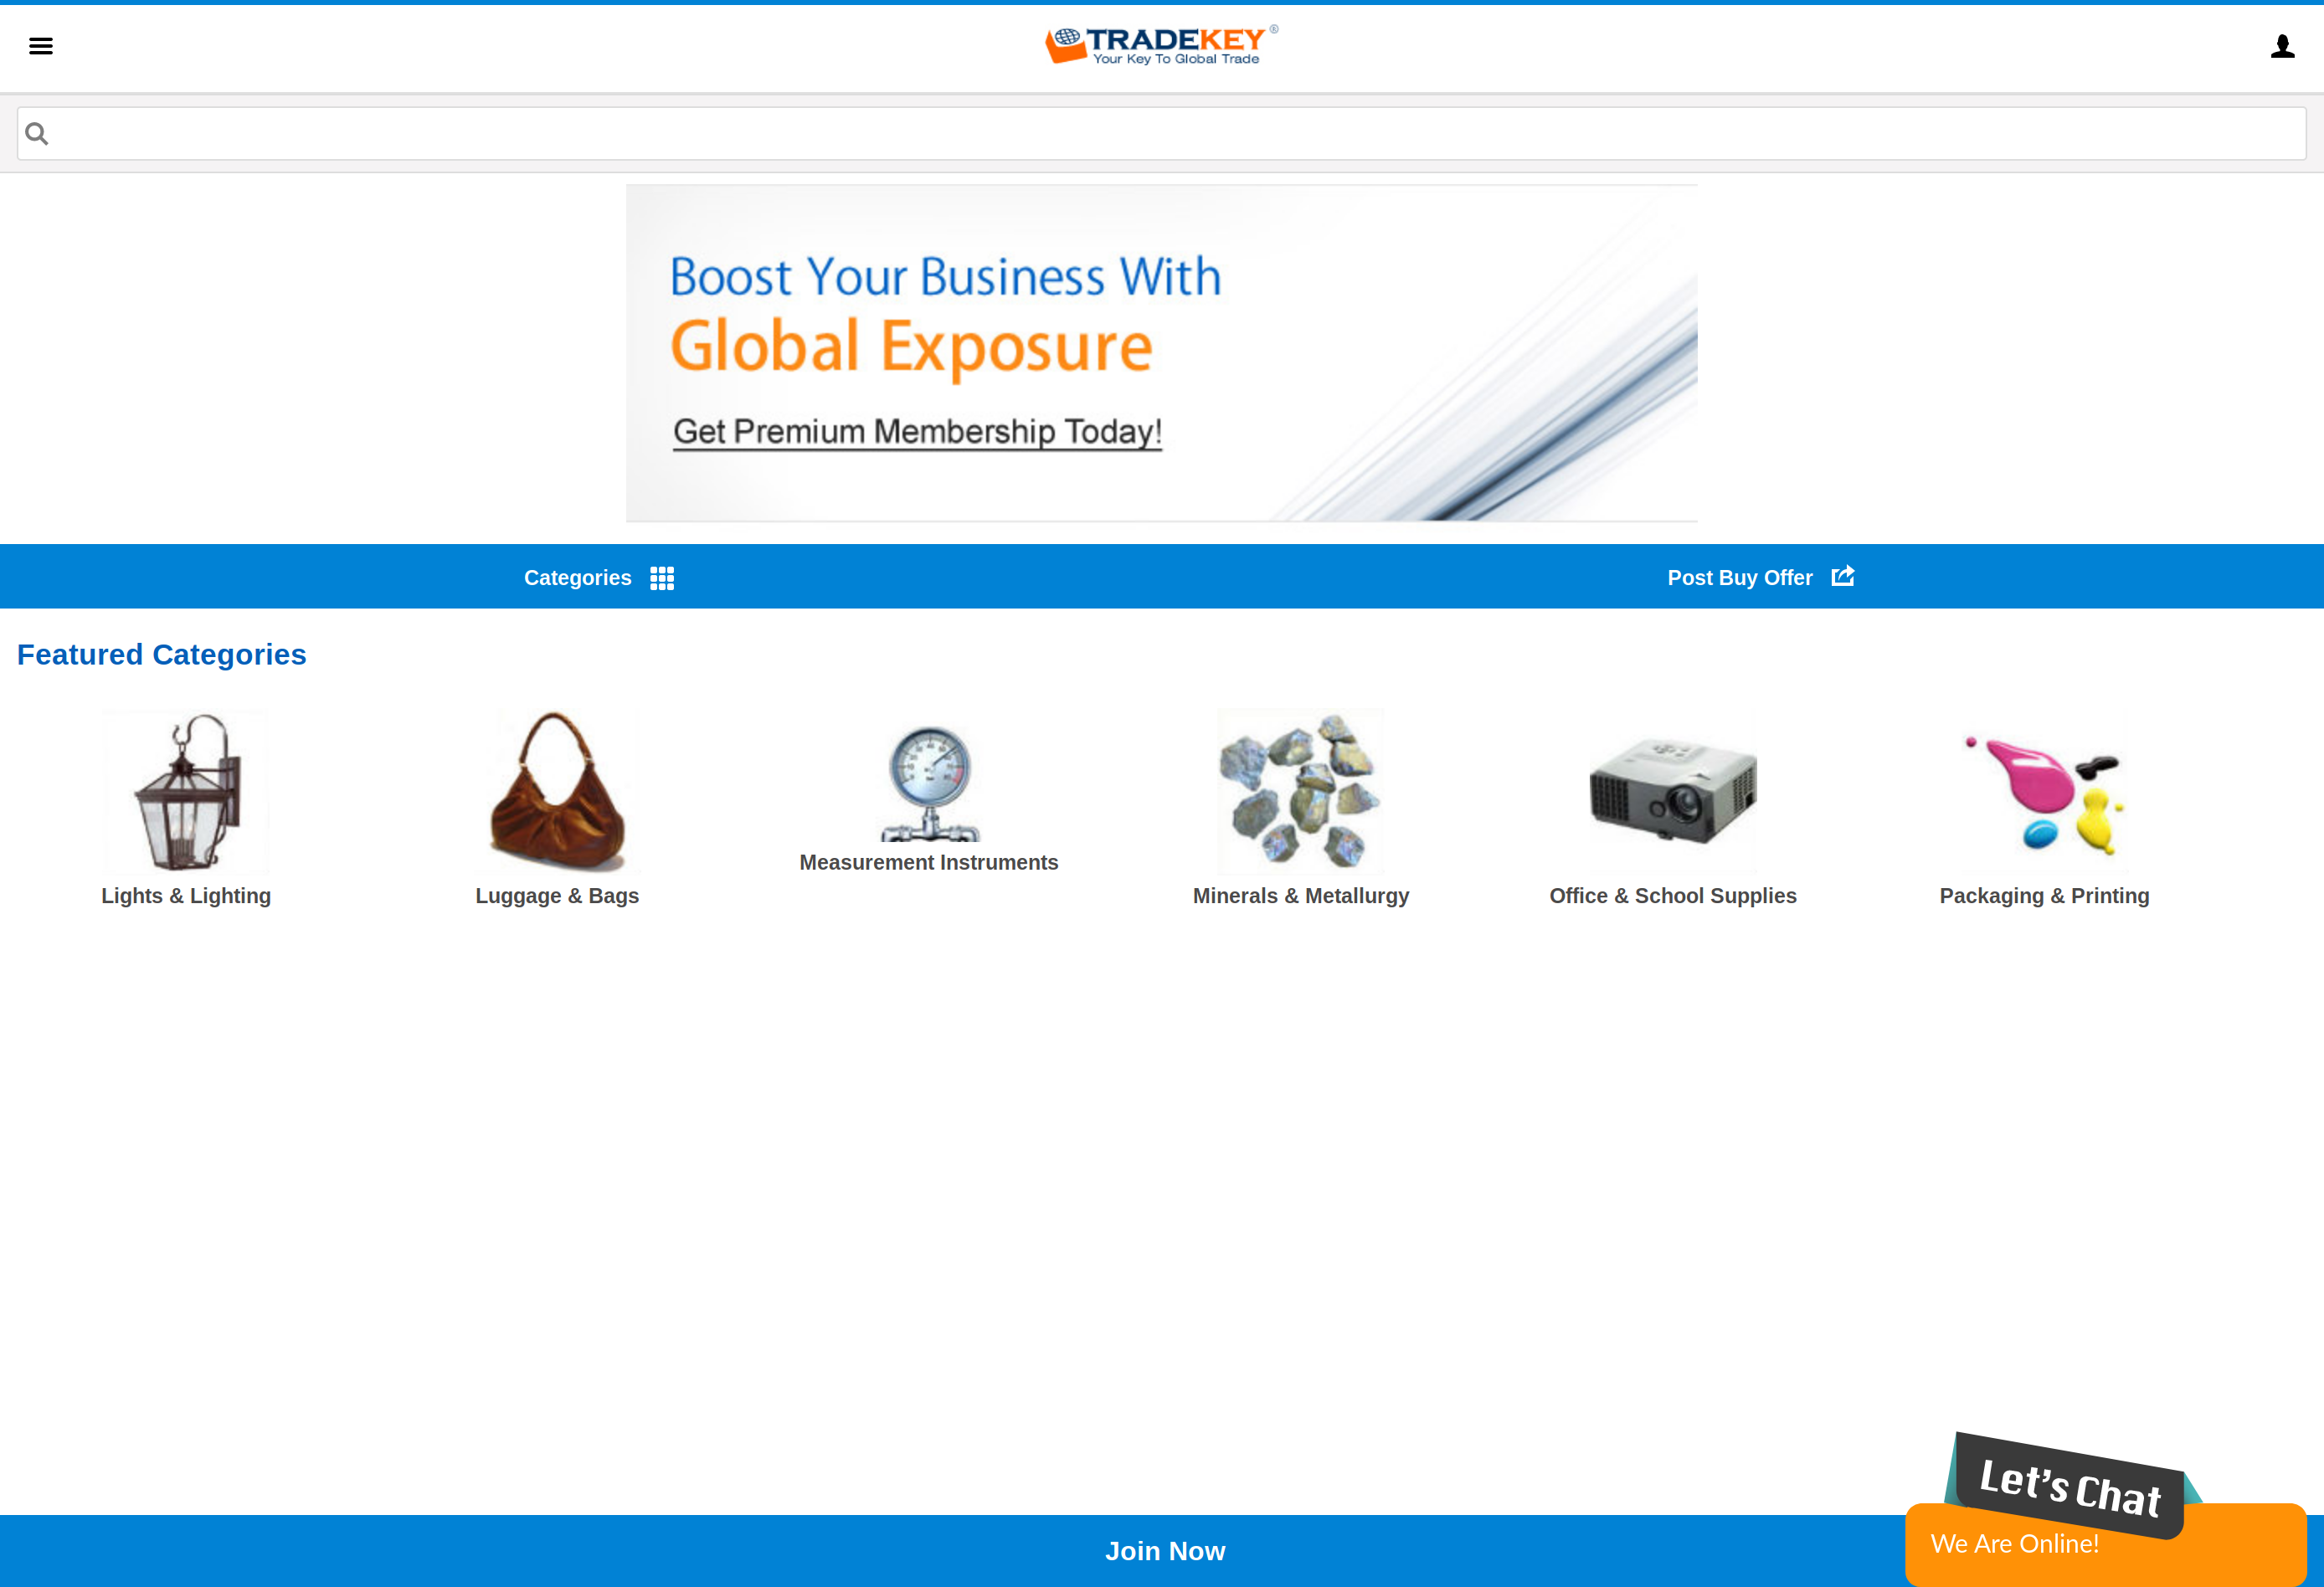 TRADEKEY®
Your Key To Global Trade
Boost Your Business With
Global Exposure
Get Premium Membership Today!
Categories
Post Buy Offer
Featured Categories
Lights & Lighting
Luggage & Bags
Measurement Instruments
Minerals & Metallurgy
Office & School Supplies
Packaging & Printing
Let's Chat
We Are Online!
Join Now